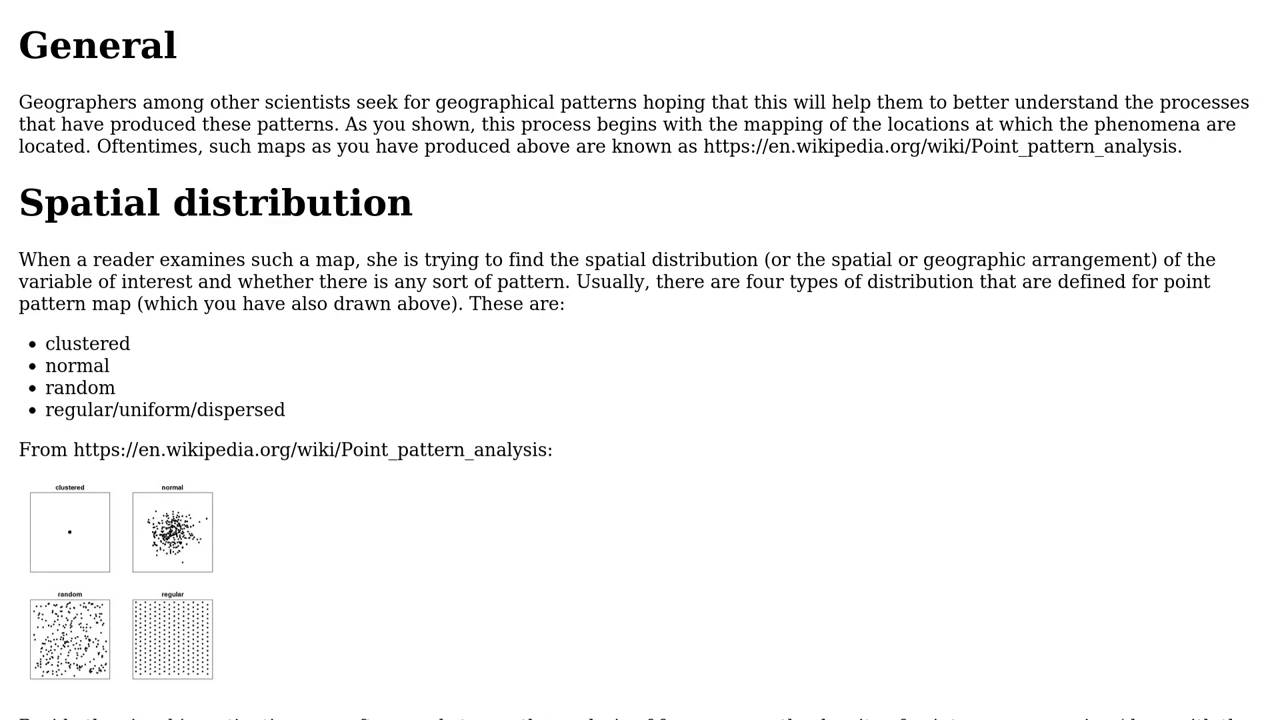 General
Geographers among other scientists seek for geographical patterns hoping that this will help them to better understand the processes
that have produced these patterns. As you shown, this process begins with the mapping of the locations at which the phenomena are
located. Oftentimes, such maps as you have produced above are known as https://en.wikipedia.org/wiki/Point_pattern_analysis.
Spatial distribution
When a reader examines such a map, she is trying to find the spatial distribution (or the spatial or geographic arrangement) of the
variable of interest and whether there is any sort of pattern. Usually, there are four types of distribution that are defined for point
pattern map (which you have also drawn above). These are:
• clustered
• normal
• random
• regular/uniform/dispersed
From https://en.wikipedia.org/wiki/Point_pattern_analysis:
clustered normal
random regular